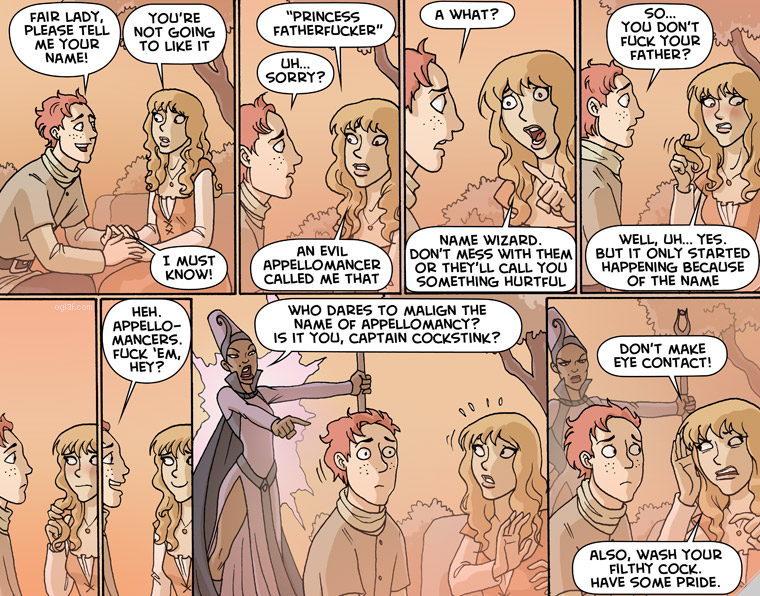 FAIR LADY,
PLEASE TELL
ME YOUR
NAME!
YOU'RE
NOT GOING
TO LIKE IT
I MUST
KNOW!
"PRINCESS
FATHERFUCKER"
UH...
SORRY?
AN EVIL
APPELLOMANCER
CALLED ME THAT
A WHAT?
NAME WIZARD.
DON'T MESS WITH THEM
OR THEY'LL CALL YOU
SOMETHING HURTFUL
SO...
YOU DON'T
FUCK YOUR
FATHER?
WELL, UH... YES.
BUT IT ONLY STARTED
HAPPENING BECAUSE
OF THE NAME
oglaf.com
HEH.
APPELLO-
MANCERS.
FUCK 'EM,
HEY?
WHO DARES TO MALIGN THE
NAME OF APPELLOMANCY?
IS IT YOU, CAPTAIN COCKSTINK?
DON'T MAKE
EYE CONTACT!
ALSO, WASH YOUR
FILTHY COCK.
HAVE SOME PRIDE.